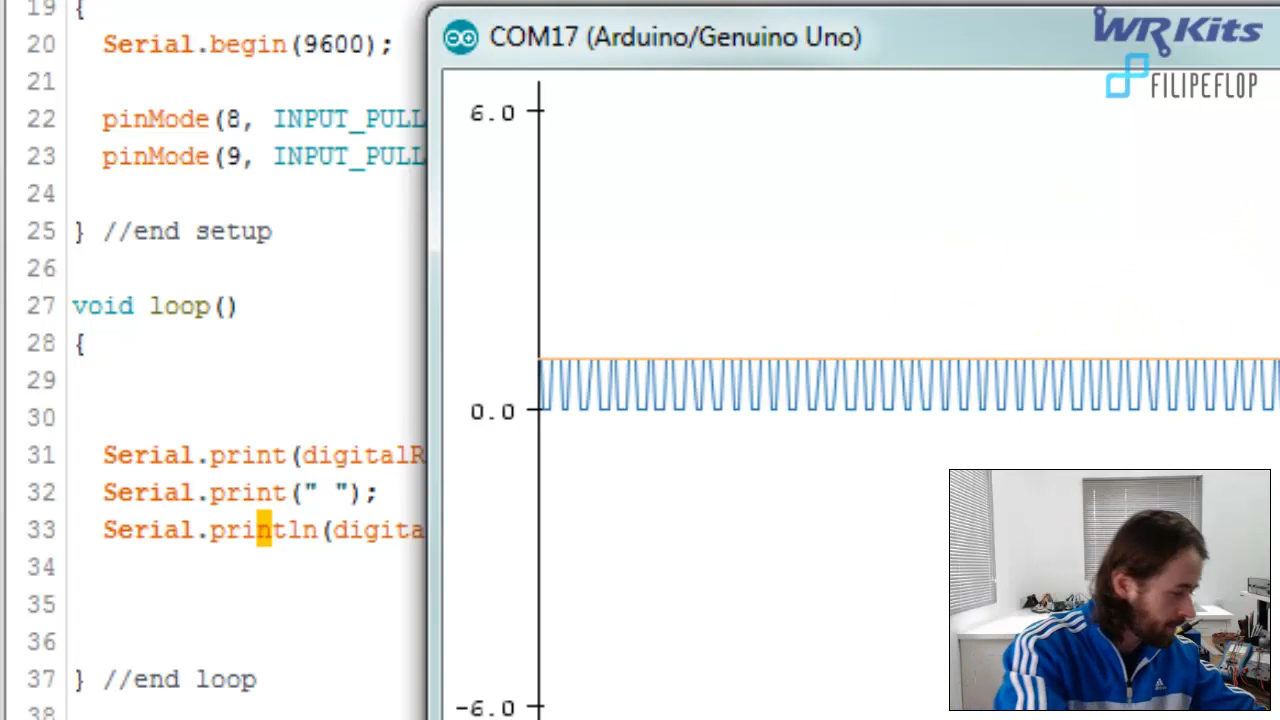 19 {
20 Serial.begin(9600);
21
22 pinMode(8, INPUT_PULL
23 pinMode(9, INPUT_PULL
24
25 } //end setup
26
27 void loop()
28 {
29
30
31 Serial.print(digitalR
32 Serial.print(" ");
33 Serial.println(digita
34
35
36
37 } //end loop
38
COM17 (Arduino/Genuino Uno)
WR Kits
FILIPEFLOP
6.0
0.0
-6.0